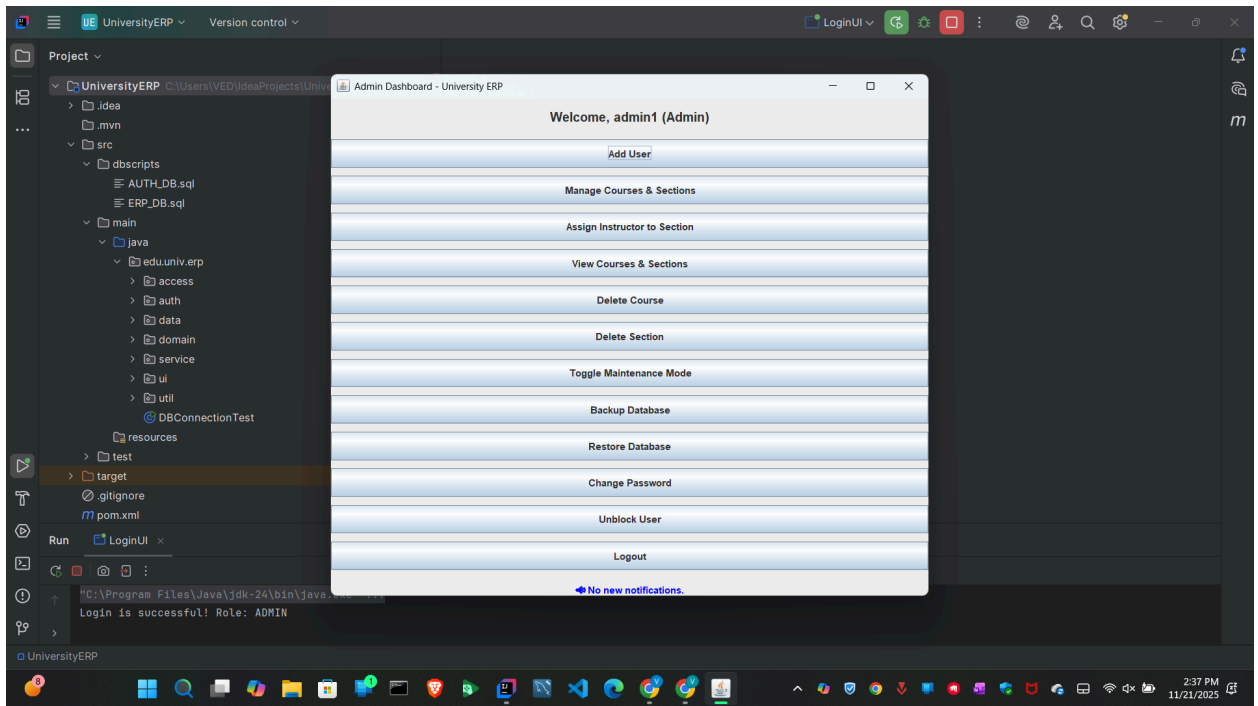 UE UniversityERP Version control LoginUI
Project
UniversityERP C:\Users\VED\IdeaProjects\Unive
.idea
.mvn
src
dbscripts
AUTH_DB.sql
ERP_DB.sql
main
java
edu.univ.erp
access
auth
data
domain
service
ui
util
DBConnectionTest
resources
test
target
.gitignore
m pom.xml
m
Admin Dashboard - University ERP
Welcome, admin1 (Admin)
Add User
Manage Courses & Sections
Assign Instructor to Section
View Courses & Sections
Delete Course
Delete Section
Toggle Maintenance Mode
Backup Database
Restore Database
Change Password
Unblock User
Logout
No new notifications.
Run LoginUI
"C:\Program Files\Java\jdk-24\bin\java.
Login is successful! Role: ADMIN
UniversityERP
8
1
2:37 PM
11/21/2025